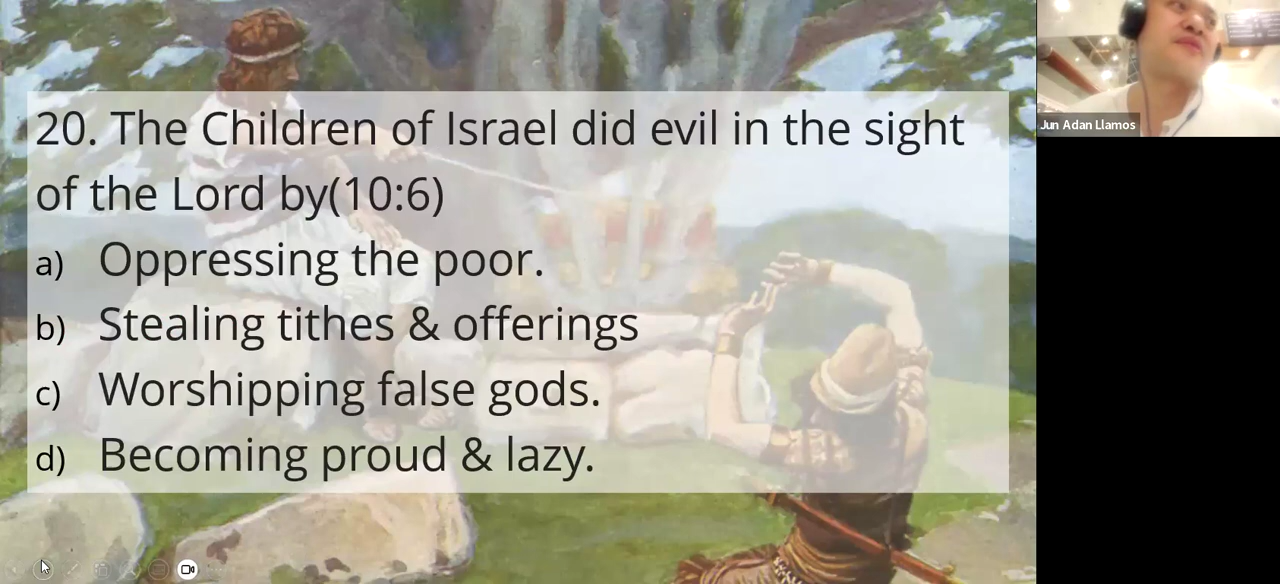 20. The Children of Israel did evil in the sight
of the Lord by(10:6)
a) Oppressing the poor.
b) Stealing tithes & offerings
c) Worshipping false gods.
d) Becoming proud & lazy.
Jun Adan Llamos